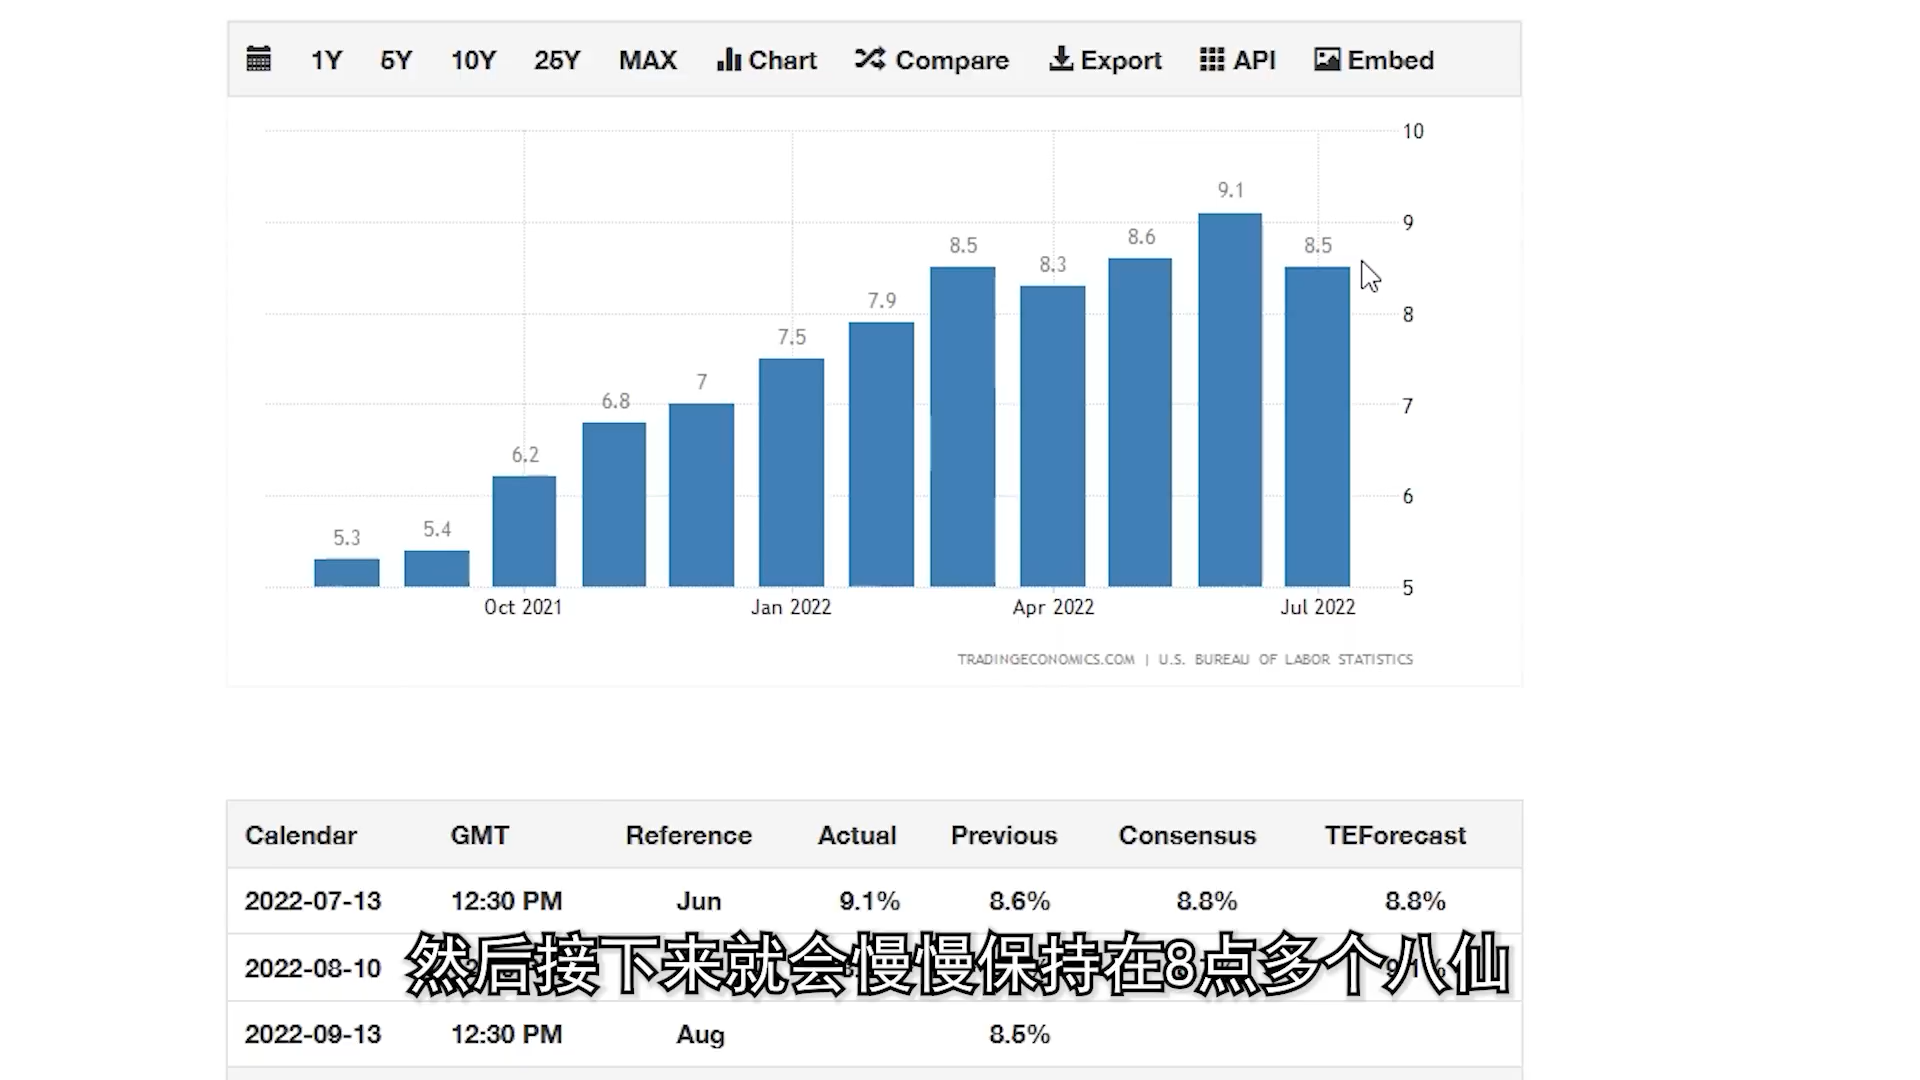 1Y 5Y 10Y 25Y MAX Chart Compare Export API Embed
10
9.1
9
8.6
8.5
8.5
8.3
8
7.9
7.5
7
7
6.8
6.2
6
5.4
5.3
5
Oct 2021 Jan 2022 Apr 2022 Jul 2022
TRADINGECONOMICS.COM | U.S. BUREAU OF LABOR STATISTICS
Calendar GMT Reference Actual Previous Consensus TEForecast
2022-07-13 12:30 PM Jun 9.1% 8.6% 8.8% 8.8%
2022-08-10
然后接下来就会慢慢保持在8点多个八仙
2022-09-13 12:30 PM Aug 8.5%